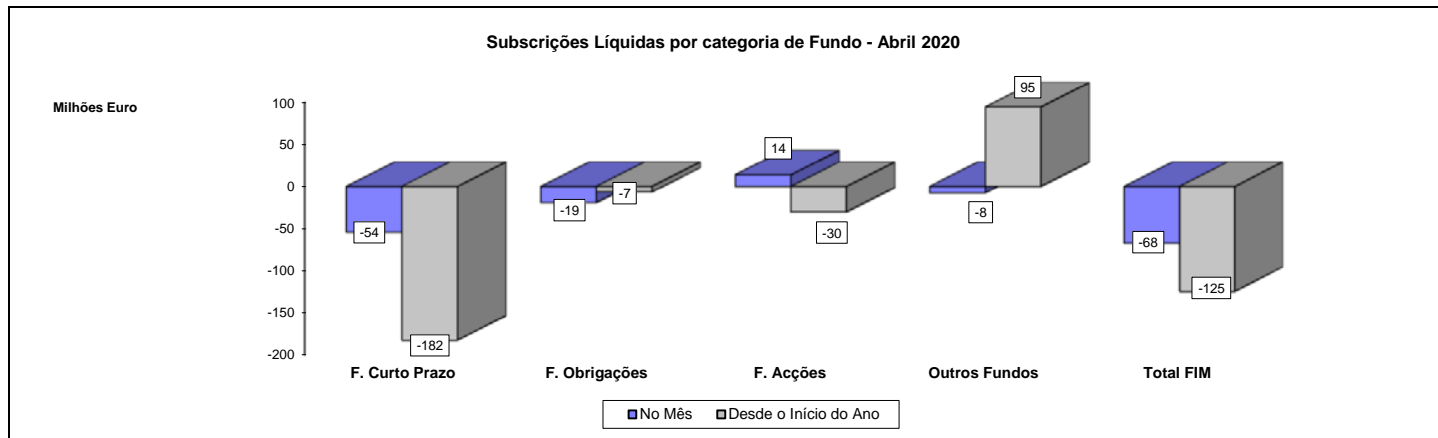 Subscrições Líquidas por categoria de Fundo - Abril 2020
Milhões Euro
100
50
0
-50
-100
-150
-200
-54
-182
-19
-7
14
-30
-8
95
-68
-125
F. Curto Prazo
F. Obrigações
F. Acções
Outros Fundos
Total FIM
No Mês
Desde o Início do Ano